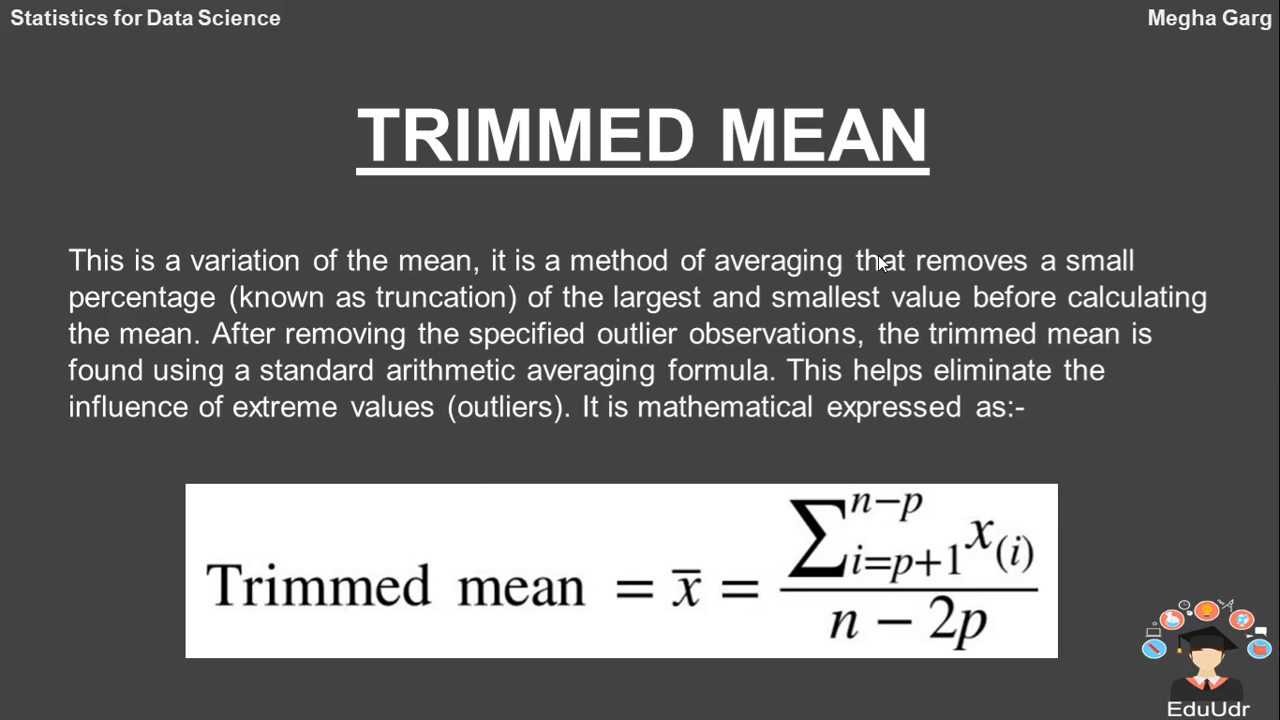 Statistics for Data Science
Megha Garg
TRIMMED MEAN
This is a variation of the mean, it is a method of averaging that removes a small
percentage (known as truncation) of the largest and smallest value before calculating
the mean. After removing the specified outlier observations, the trimmed mean is
found using a standard arithmetic averaging formula. This helps eliminate the
influence of extreme values (outliers). It is mathematical expressed as:-
Trimmed mean = x̄ = ∑_{i=p+1}^{n−p} x_{(i)} / n − 2p
EduUdr